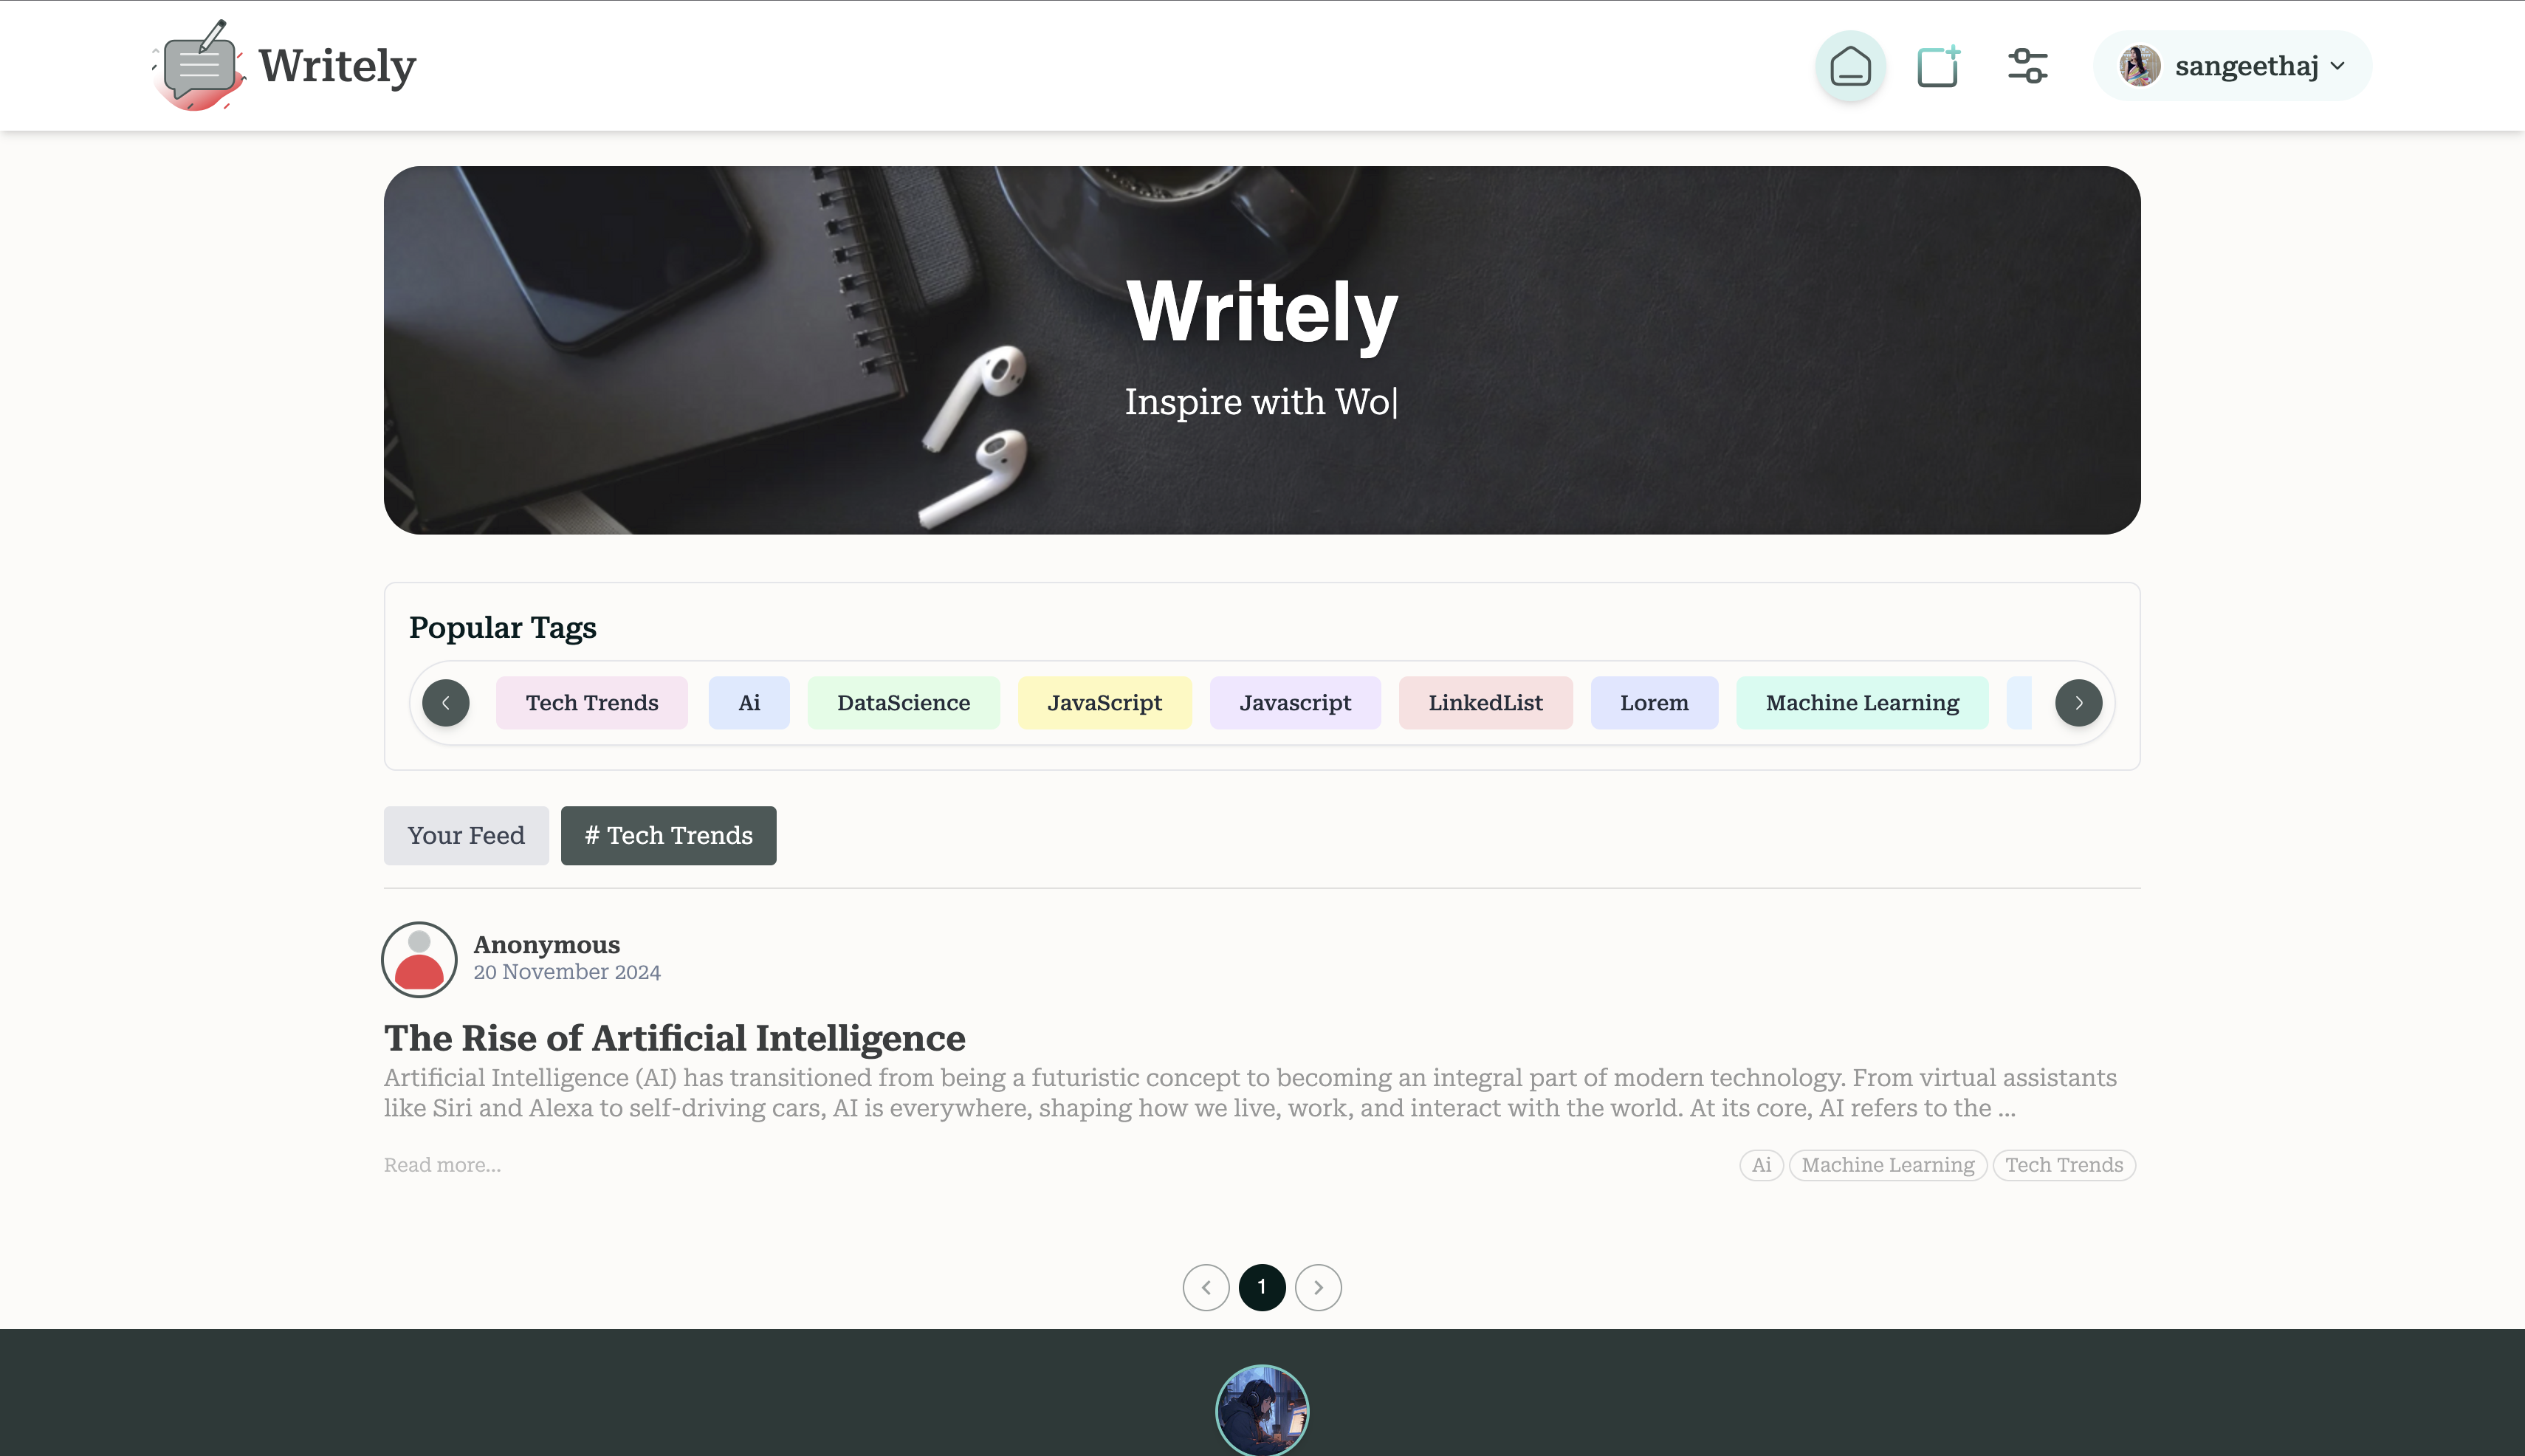 Writely
sangeethaj
Writely
Inspire with Wo|
Popular Tags
Tech Trends Ai DataScience JavaScript Javascript LinkedList Lorem Machine Learning
Your Feed # Tech Trends
Anonymous
20 November 2024
The Rise of Artificial Intelligence
Artificial Intelligence (AI) has transitioned from being a futuristic concept to becoming an integral part of modern technology. From virtual assistants
like Siri and Alexa to self-driving cars, AI is everywhere, shaping how we live, work, and interact with the world. At its core, AI refers to the ...
Read more... Ai Machine Learning Tech Trends
1